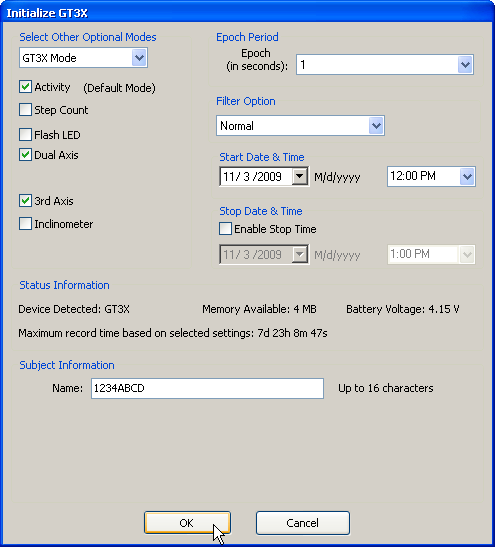 Initialize GT3X
Select Other Optional Modes
GT3X Mode
Activity (Default Mode)
Step Count
Flash LED
Dual Axis
3rd Axis
Inclinometer
Epoch Period
Epoch
(in seconds): 1
Filter Option
Normal
Start Date & Time
11/ 3 /2009 M/d/yyyy 12:00 PM
Stop Date & Time
Enable Stop Time
11/ 3 /2009 M/d/yyyy 1:00 PM
Status Information
Device Detected: GT3X Memory Available: 4 MB Battery Voltage: 4.15 V
Maximum record time based on selected settings: 7d 23h 8m 47s
Subject Information
Name: 1234ABCD Up to 16 characters
OK Cancel